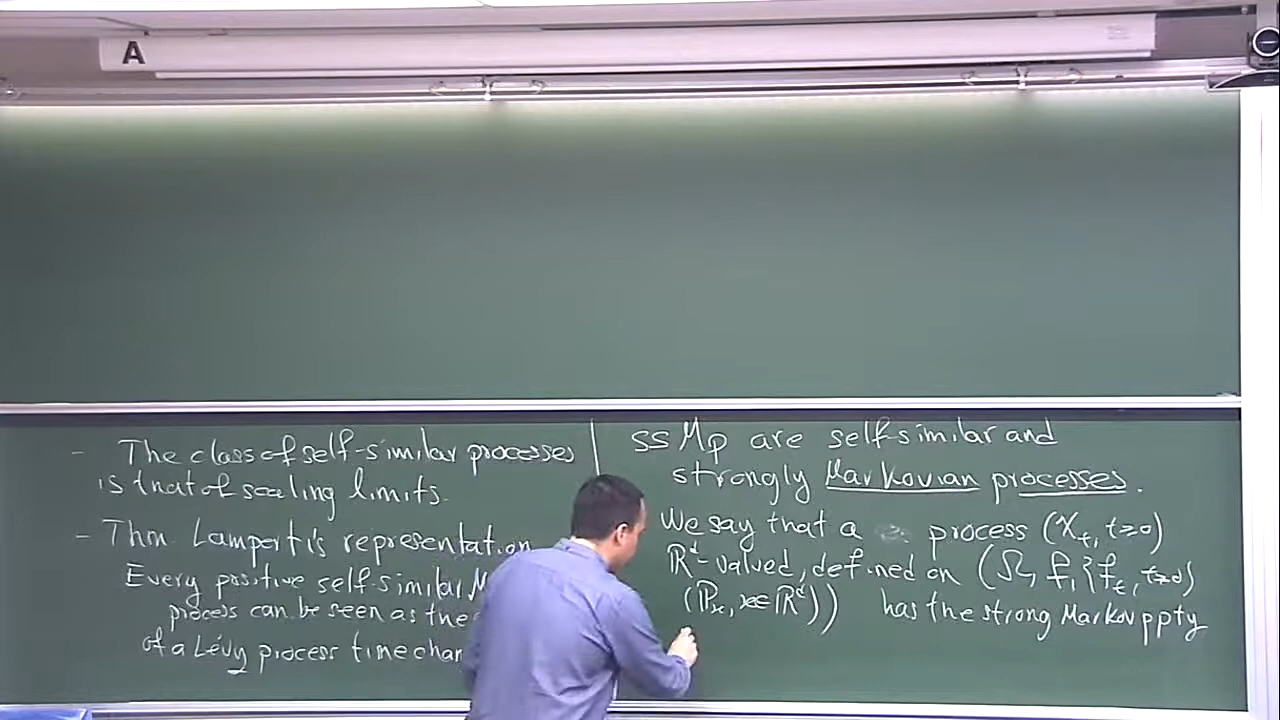 A
- The class of self-similar processes
is that of scaling limits.
- Thm. Lamperti's representation
Every positive self-similar M
process can be seen as the
of a Lévy process time chan
ssMp are self-similar and
strongly Markovian processes.
We say that a process (X_t, t≥0)
ℝ^d-valued, defined on (Ω, F, {F_t, t≥0}
(ℙ_x, x∈ℝ^d)) has the strong Markov ppty